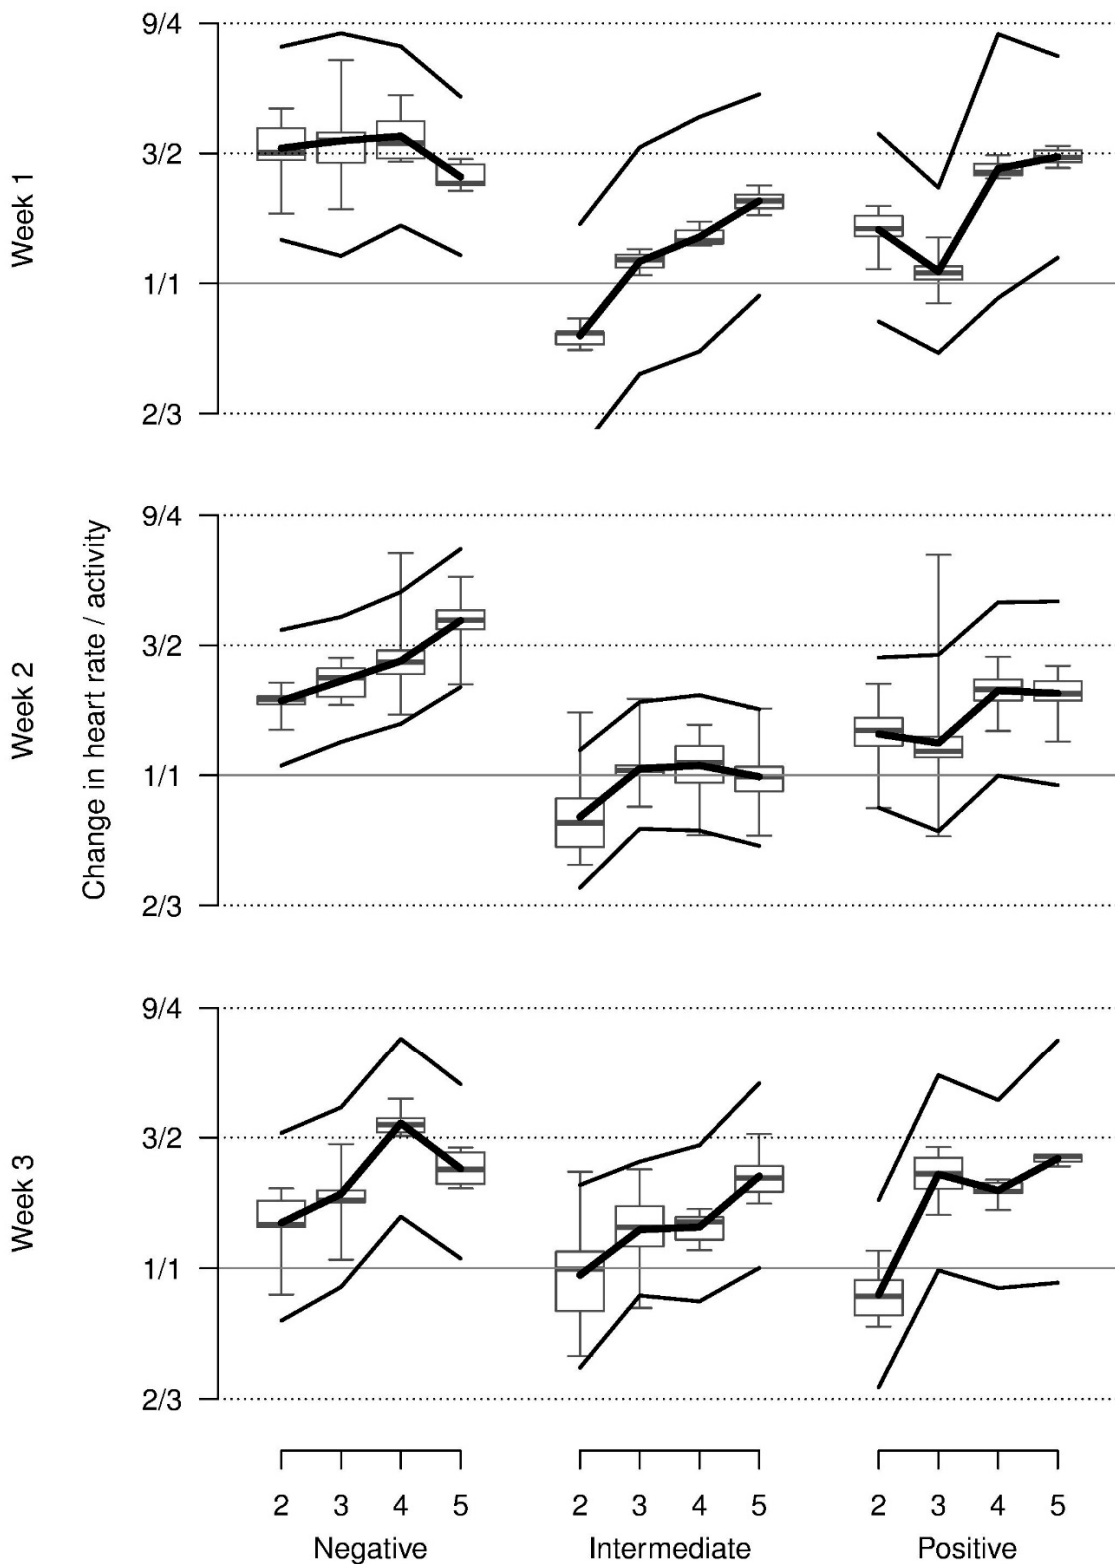 Week 1
9/4
3/2
1/1
2/3
Change in heart rate / activity
Week 2
9/4
3/2
1/1
2/3
Week 3
9/4
3/2
1/1
2/3
2 3 4 5 2 3 4 5 2 3 4 5
Negative Intermediate Positive